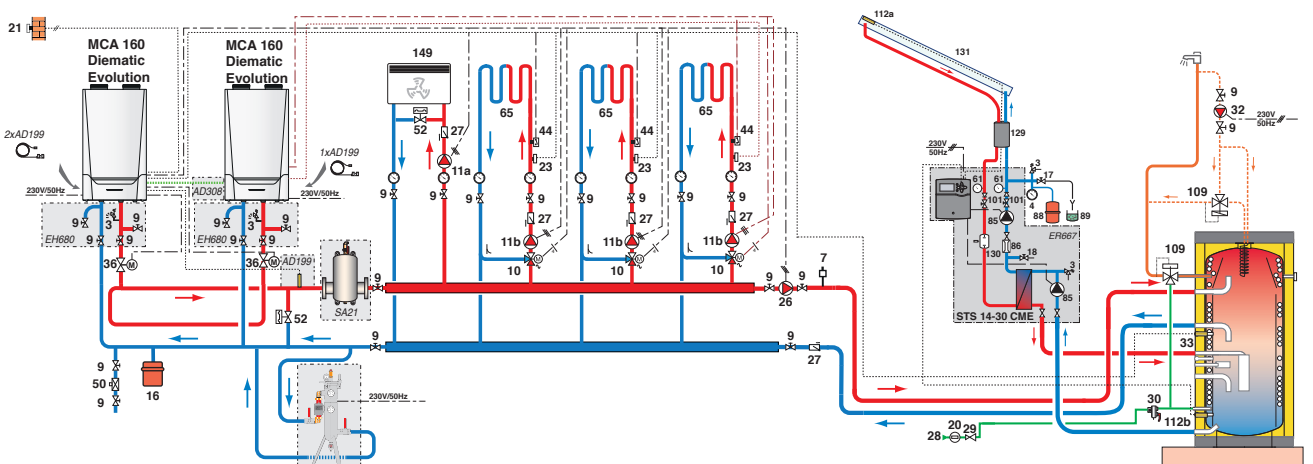 21
MCA 160
Diematic
Evolution
MCA 160
Diematic
Evolution
2xAD199
1xAD199
230V/50Hz
AD308
230V/50Hz
9
3
9
9
9
EH680
9
3
9
9
9
EH680
36
M
36
M
AD199
52
SA21
9
9
50
9
16
230V/50Hz
149
52
27
11a
9
9
65
44
23
9
27
11b
10
M
65
44
23
9
27
11b
10
M
65
44
23
9
27
11b
10
M
9
9
9
26
7
9
9
27
112a
131
129
230V
50Hz
61
61
3
17
4
88
89
101
101
85
ER667
86
18
130
3
85
STS 14-30 CME
9
32
9
230V
50Hz
109
109
33
30
112b
28
20
29